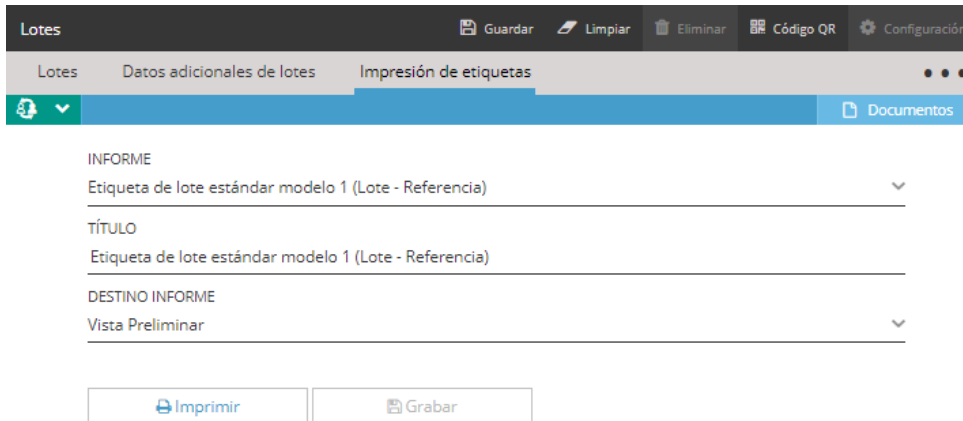 Lotes Guardar Limpiar Eliminar Código QR Configuración
Lotes Datos adicionales de lotes Impresión de etiquetas
Documentos
INFORME
Etiqueta de lote estándar modelo 1 (Lote - Referencia)
TÍTULO
Etiqueta de lote estándar modelo 1 (Lote - Referencia)
DESTINO INFORME
Vista Preliminar
Imprimir Grabar